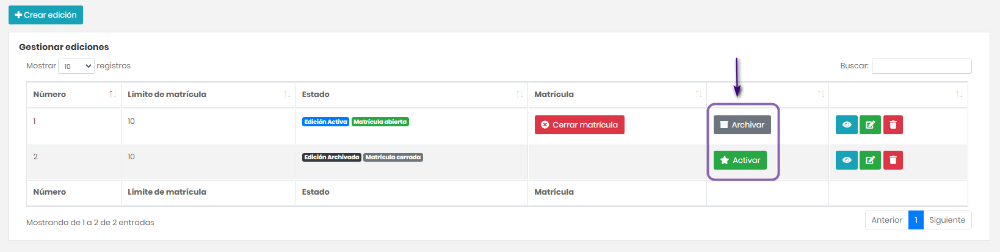 Crear edición
Gestionar ediciones
Mostrar 10 registros Buscar:
Número Límite de matrícula Estado Matrícula
1 10 Edición Activa Matrícula abierta Cerrar matrícula Archivar
2 10 Edición Archivada Matrícula cerrada Activar
Número Límite de matrícula Estado Matrícula
Mostrando de 1 a 2 de 2 entradas Anterior 1 Siguiente